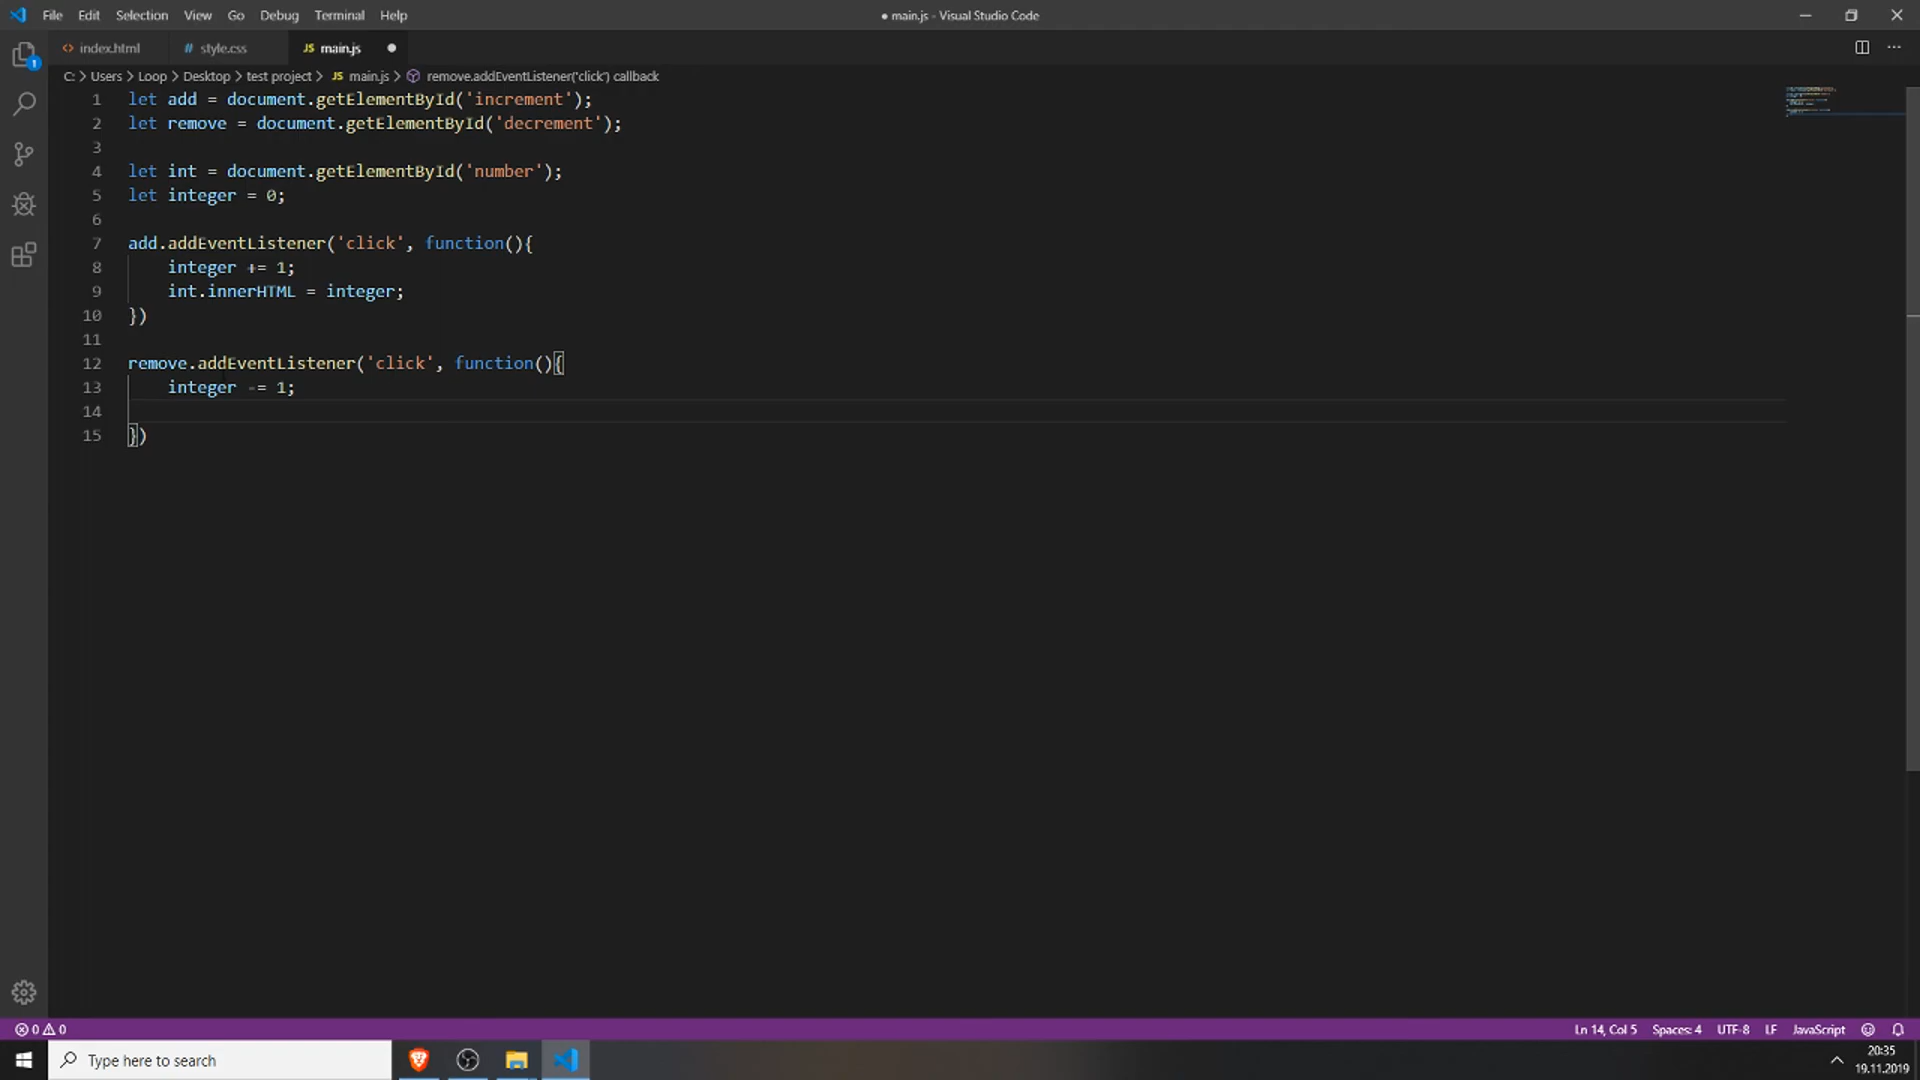 File Edit Selection View Go Debug Terminal Help
● main.js - Visual Studio Code
index.html
# style.css
JS main.js ●
C: > Users > Loop > Desktop > test project > JS main.js > remove.addEventListener('click') callback
1 let add = document.getElementById('increment');
2 let remove = document.getElementById('decrement');
3
4 let int = document.getElementById('number');
5 let integer = 0;
6
7 add.addEventListener('click', function(){
8 integer += 1;
9 int.innerHTML = integer;
10 })
11
12 remove.addEventListener('click', function(){
13 integer -= 1;
14
15 })
1
0 0
Ln 14, Col 5 Spaces: 4 UTF-8 LF JavaScript
Type here to search
20:35
19.11.2019